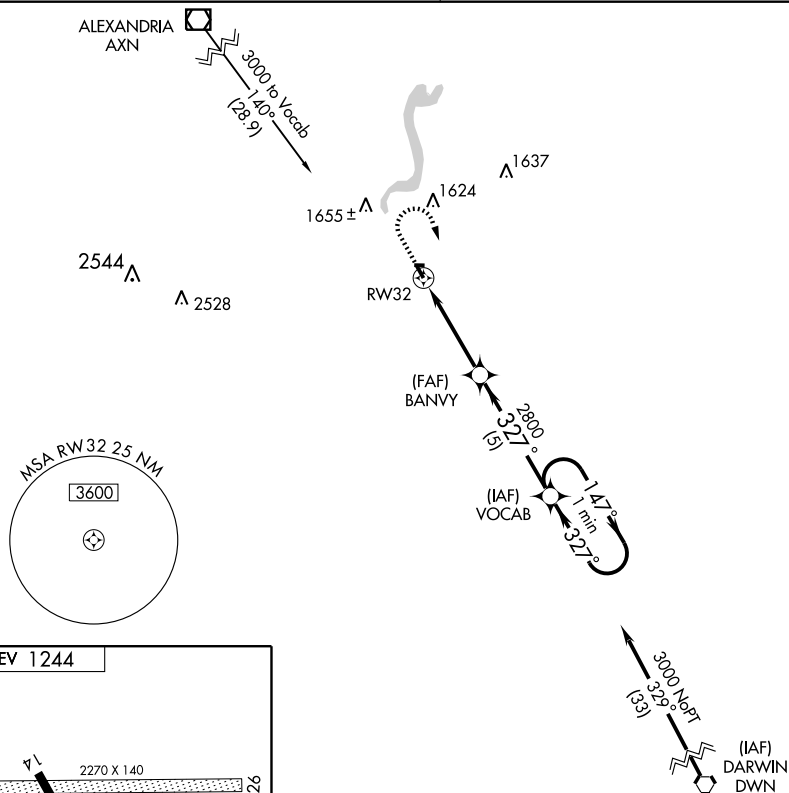 ALEXANDRIA
AXN
3000 to Vocab
140°
(28.9)
1637
1624
1655 ±
2544
2528
RW32
(FAF)
BANVY
2800
327°
(5)
MSA RW32 25 NM
3600
(IAF)
VOCAB
147°
1 min
327°
EV 1244
3000 NoPT
329°
(33)
(IAF)
DARWIN
DWN
14
2270 X 140
26